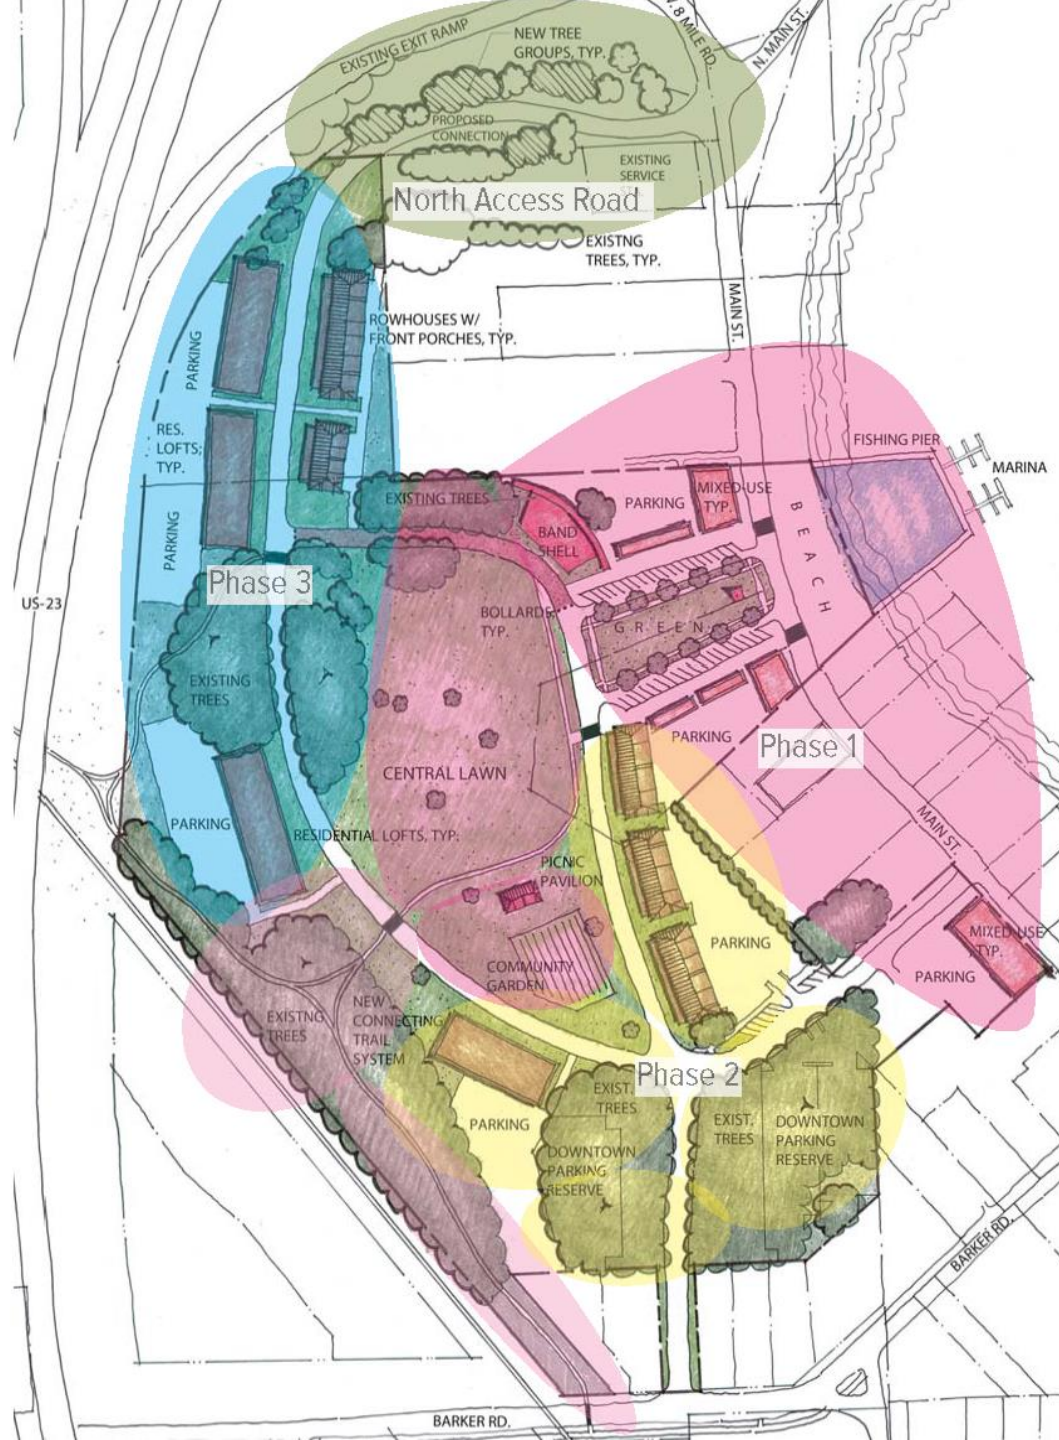 EXISTING EXIT RAMP
NEW TREE
GROUPS, TYP.
8 MILE RD.
N. MAIN ST.
PROPOSED
CONNECTION
EXISTING
SERVICE
North Access Road
EXISTNG
TREES, TYP.
MAIN ST.
ROWHOUSES W/
FRONT PORCHES, TYP.
PARKING
RES.
LOFTS,
TYP.
PARKING
FISHING PIER
MARINA
EXISTING TREES
PARKING
MIXED-USE
TYP.
BAND
SHELL
BEACH
Phase 3
US-23
BOLLARDS
TYP.
GREEN
EXISTING
TREES
PARKING
Phase 1
CENTRAL LAWN
PARKING
RESIDENTIAL LOFTS, TYP.
MAIN ST.
PICNIC
PAVILION
PARKING
MIXED-USE
TYP.
PARKING
COMMUNITY
GARDEN
EXISTNG
TREES
NEW
CONNECTING
TRAIL
SYSTEM
Phase 2
EXIST.
TREES
PARKING
EXIST.
TREES
DOWNTOWN
PARKING
RESERVE
DOWNTOWN
PARKING
RESERVE
BARKER RD.
BARKER RD.